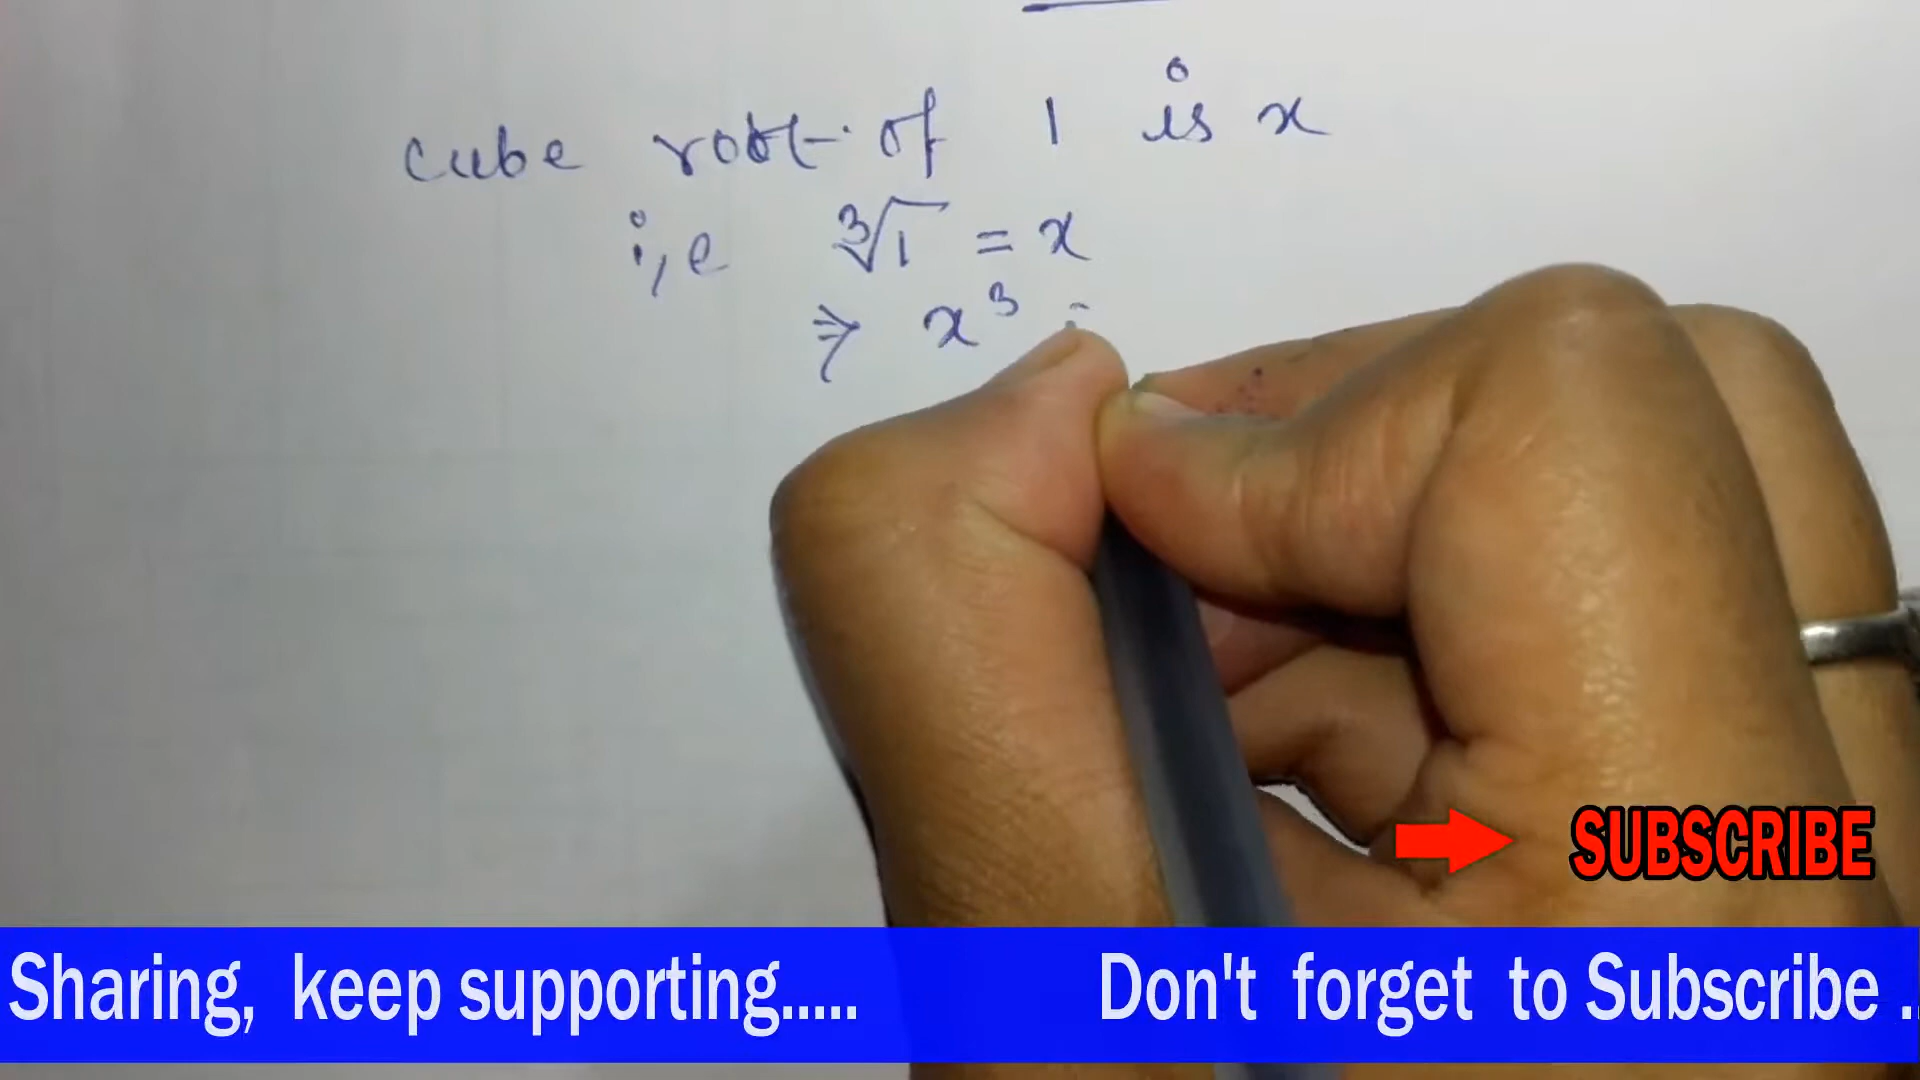 cube root of 1 is x
i,e ∛1 = x
⇒ x³ =
SUBSCRIBE
Sharing, keep supporting..... Don't forget to Subscribe ..